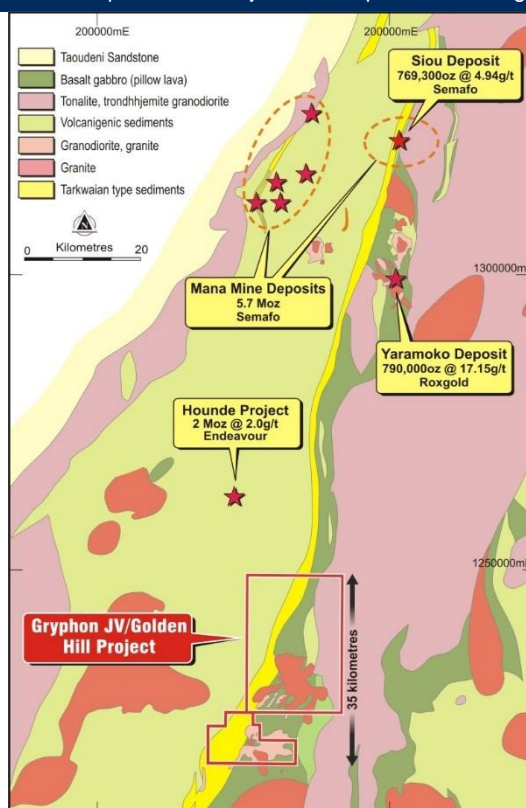 200000mE
200000mE
Taoudeni Sandstone
Basalt gabbro (pillow lava)
Tonalite, trondhjemite granodiorite
Volcanigenic sediments
Granodiorite, granite
Granite
Tarkwaian type sediments
0 Kilometres 20
Siou Deposit
769,300oz @ 4.94g/t
Semafo
1300000m
Mana Mine Deposits
5.7 Moz
Semafo
Yaramoko Deposit
790,000oz @ 17.15g/t
Roxgold
Hounde Project
2 Moz @ 2.0g/t
Endeavour
1250000m
Gryphon JV/Golden
Hill Project
35 kilometres